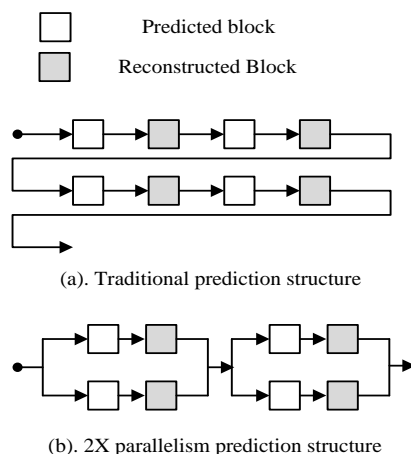 Predicted block
Reconstructed Block
(a). Traditional prediction structure
(b). 2X parallelism prediction structure